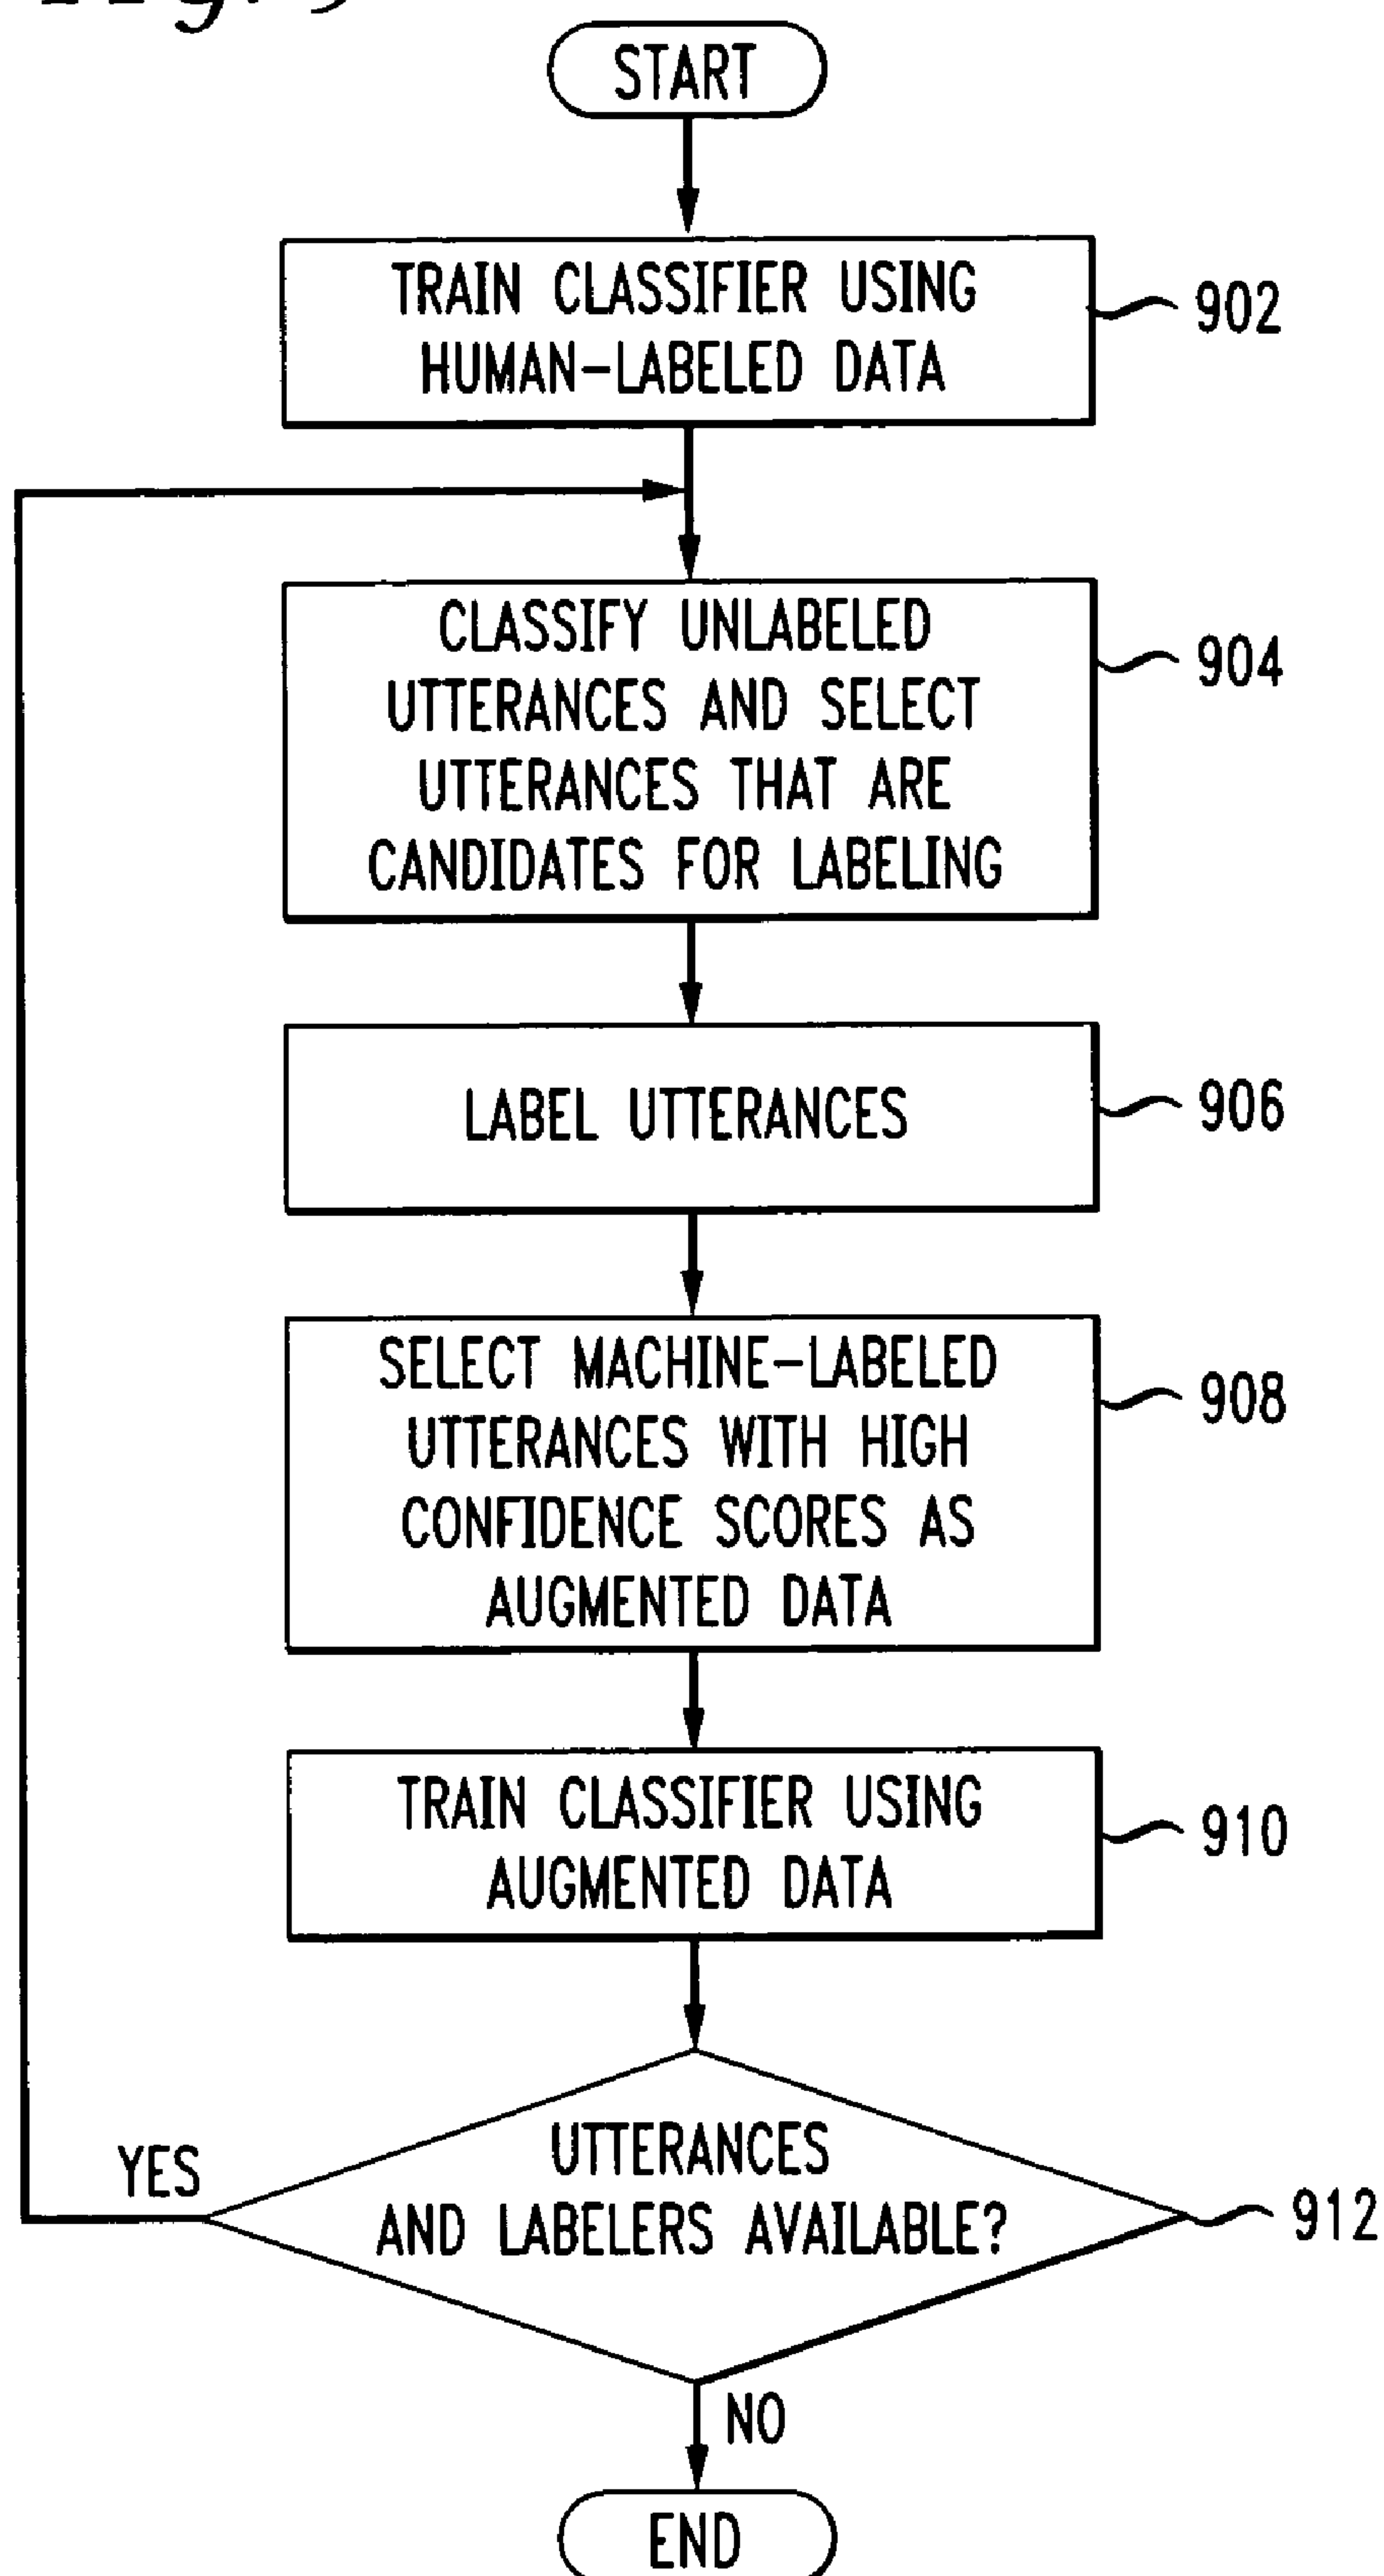 START
TRAIN CLASSIFIER USING
HUMAN-LABELED DATA
902
CLASSIFY UNLABELED
UTTERANCES AND SELECT
UTTERANCES THAT ARE
CANDIDATES FOR LABELING
904
LABEL UTTERANCES
906
SELECT MACHINE-LABELED
UTTERANCES WITH HIGH
CONFIDENCE SCORES AS
AUGMENTED DATA
908
TRAIN CLASSIFIER USING
AUGMENTED DATA
910
UTTERANCES
AND LABELERS AVAILABLE?
912
YES
NO
END